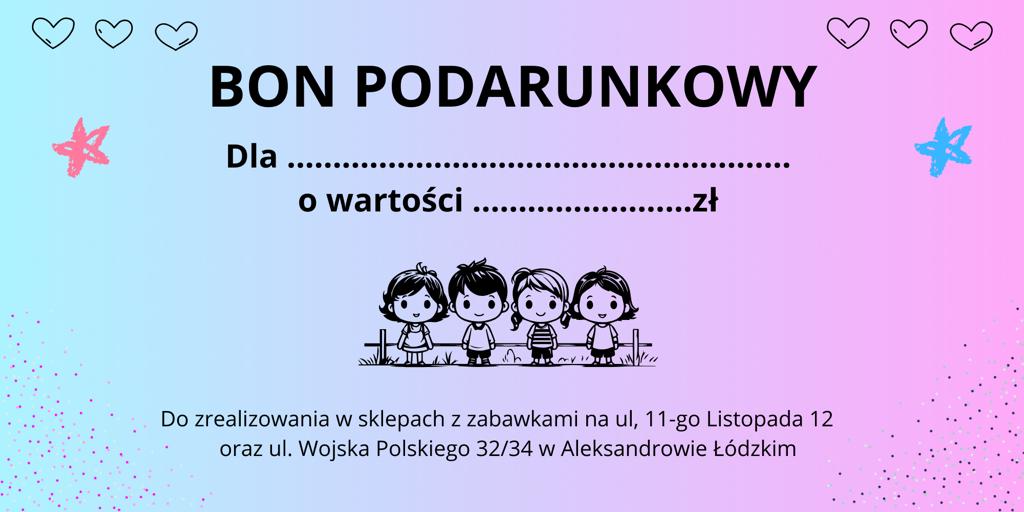 BON PODARUNKOWY
Dla .......................................................
o wartości ........................zł
Do zrealizowania w sklepach z zabawkami na ul, 11-go Listopada 12
oraz ul. Wojska Polskiego 32/34 w Aleksandrowie Łódzkim